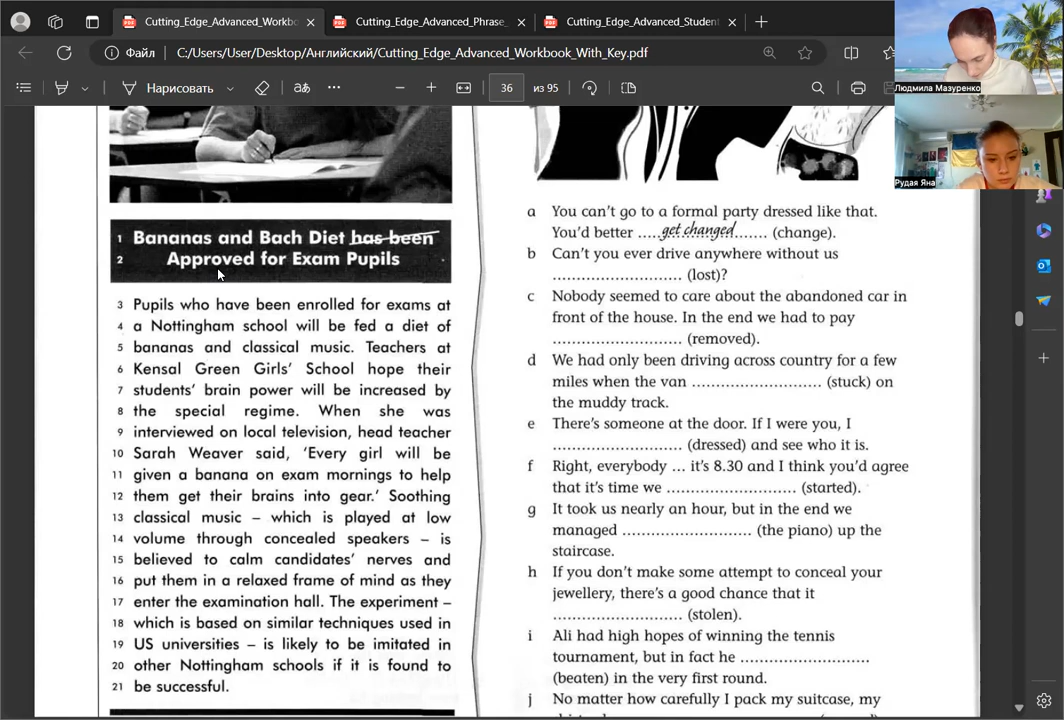 Cutting_Edge_Advanced_Workbo
Cutting_Edge_Advanced_Phrase_
Cutting_Edge_Advanced_Student
Файл
C:/Users/User/Desktop/Английский/Cutting_Edge_Advanced_Workbook_With_Key.pdf
Нарисовать
аあ
36
из 95
Людмила Мазуренко
Рудая Яна
1 Bananas and Bach Diet has been
2 Approved for Exam Pupils
3 Pupils who have been enrolled for exams at
4 a Nottingham school will be fed a diet of
5 bananas and classical music. Teachers at
6 Kensal Green Girls' School hope their
7 students' brain power will be increased by
8 the special regime. When she was
9 interviewed on local television, head teacher
10 Sarah Weaver said, 'Every girl will be
11 given a banana on exam mornings to help
12 them get their brains into gear.' Soothing
13 classical music – which is played at low
14 volume through concealed speakers – is
15 believed to calm candidates' nerves and
16 put them in a relaxed frame of mind as they
17 enter the examination hall. The experiment –
18 which is based on similar techniques used in
19 US universities – is likely to be imitated in
20 other Nottingham schools if it is found to
21 be successful.
a You can't go to a formal party dressed like that.
You'd better .....get changed....... (change).
b Can't you ever drive anywhere without us
........................... (lost)?
c Nobody seemed to care about the abandoned car in
front of the house. In the end we had to pay
........................... (removed).
d We had only been driving across country for a few
miles when the van ........................... (stuck) on
the muddy track.
e There's someone at the door. If I were you, I
........................... (dressed) and see who it is.
f Right, everybody ... it's 8.30 and I think you'd agree
that it's time we ........................... (started).
g It took us nearly an hour, but in the end we
managed ........................... (the piano) up the
staircase.
h If you don't make some attempt to conceal your
jewellery, there's a good chance that it
........................... (stolen).
i Ali had high hopes of winning the tennis
tournament, but in fact he ...........................
(beaten) in the very first round.
j No matter how carefully I pack my suitcase, my